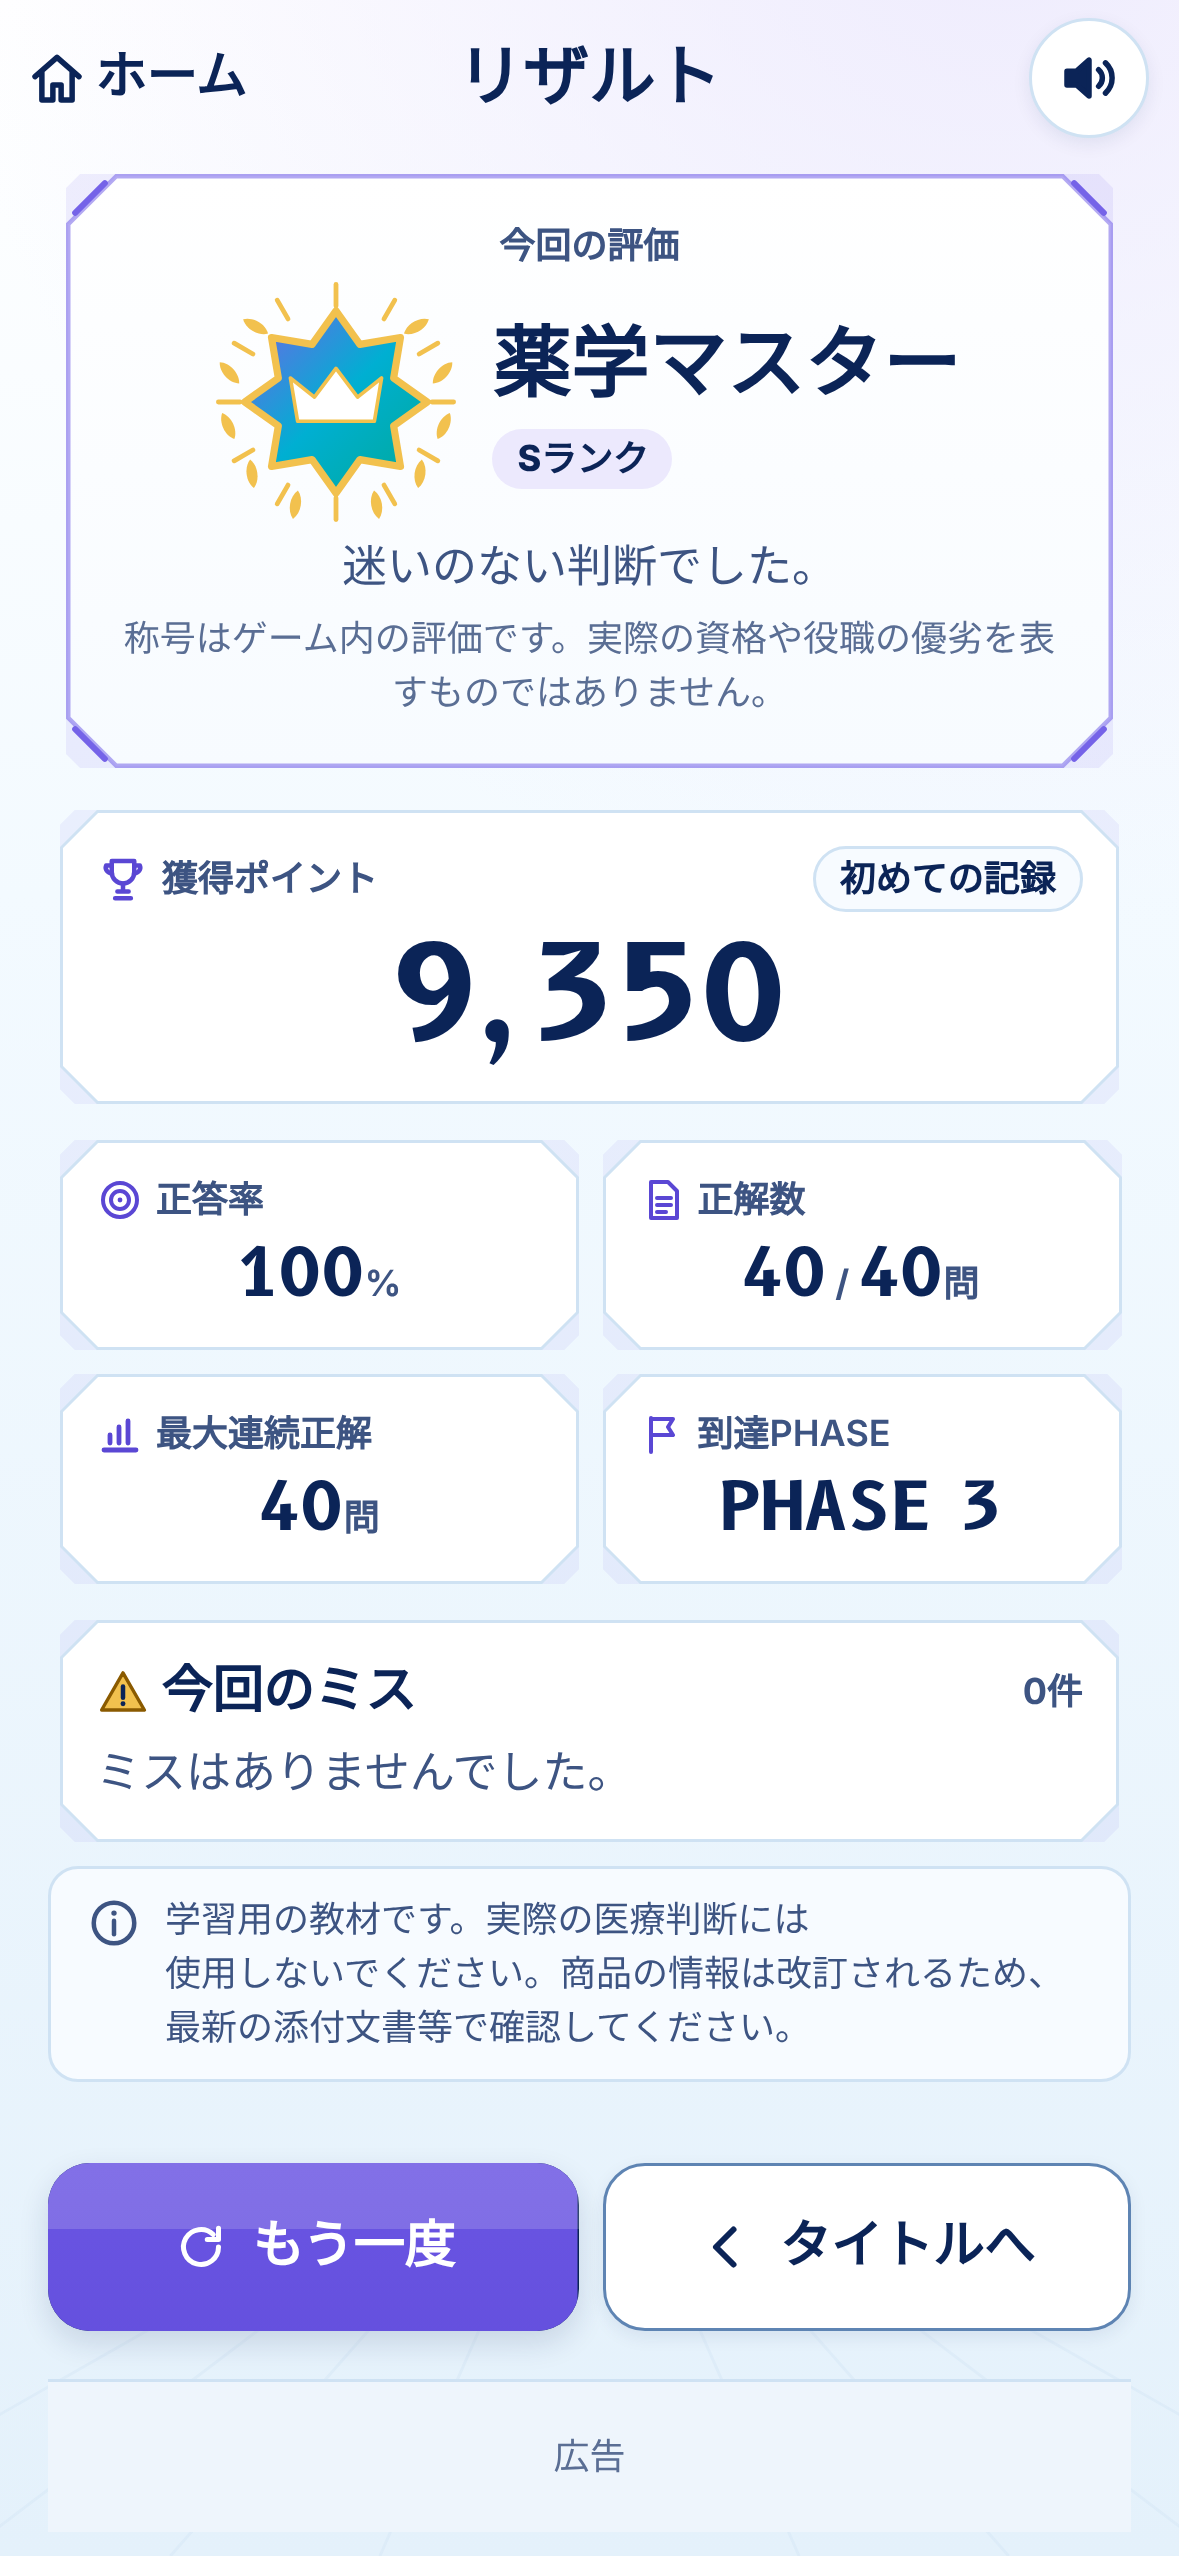 ホーム
リザルト
今回の評価
薬学マスター
Sランク
迷いのない判断でした。
称号はゲーム内の評価です。実際の資格や役職の優劣を表
すものではありません。
獲得ポイント
初めての記録
9,350
正答率
100%
正解数
40 / 40問
最大連続正解
40問
到達PHASE
PHASE 3
今回のミス
0件
ミスはありませんでした。
学習用の教材です。実際の医療判断には
使用しないでください。商品の情報は改訂されるため、
最新の添付文書等で確認してください。
もう一度
タイトルへ
広告